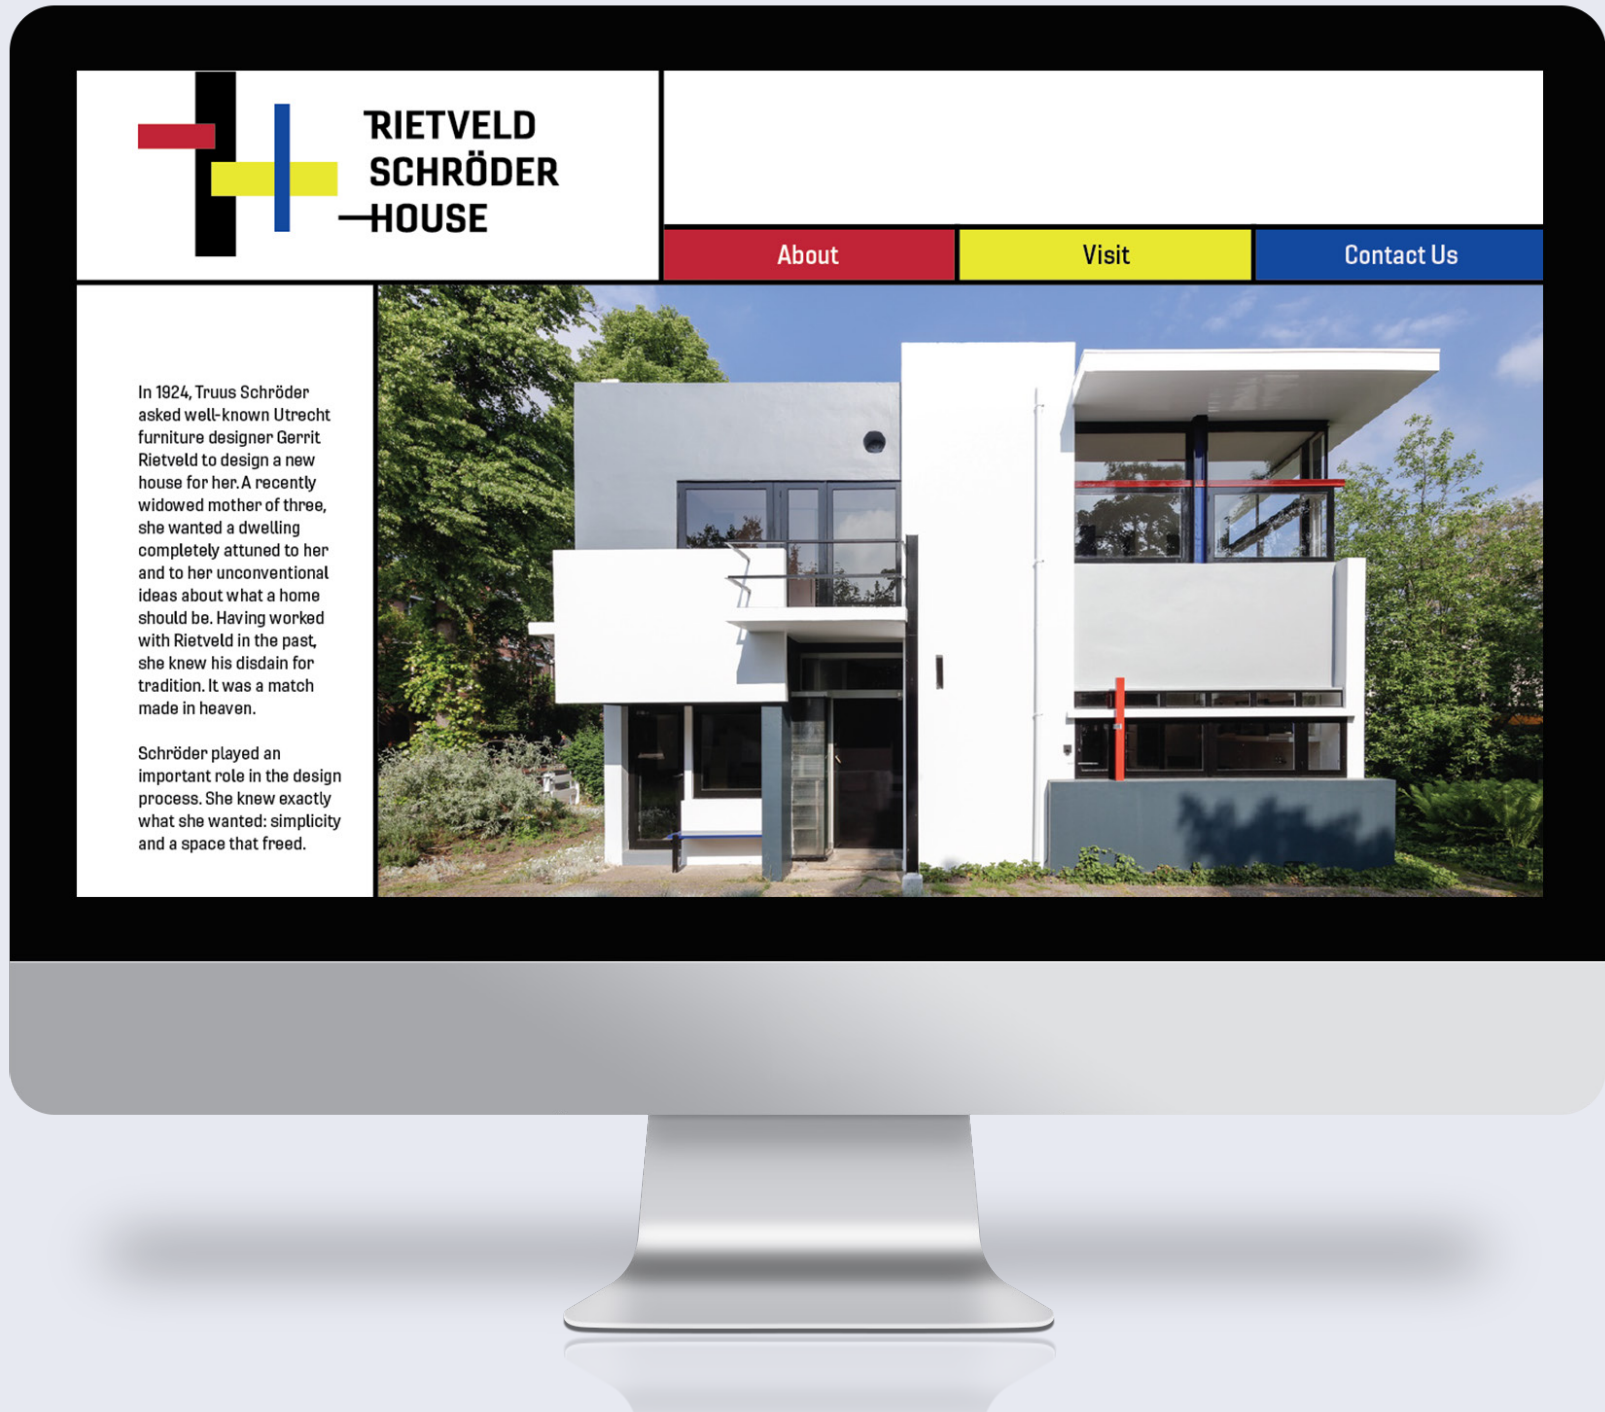 RIETVELD
SCHRÖDER
HOUSE
About
Visit
Contact Us
In 1924, Truus Schröder
asked well-known Utrecht
furniture designer Gerrit
Rietveld to design a new
house for her. A recently
widowed mother of three,
she wanted a dwelling
completely attuned to her
and to her unconventional
ideas about what a home
should be. Having worked
with Rietveld in the past,
she knew his disdain for
tradition. It was a match
made in heaven.
Schröder played an
important role in the design
process. She knew exactly
what she wanted: simplicity
and a space that freed.